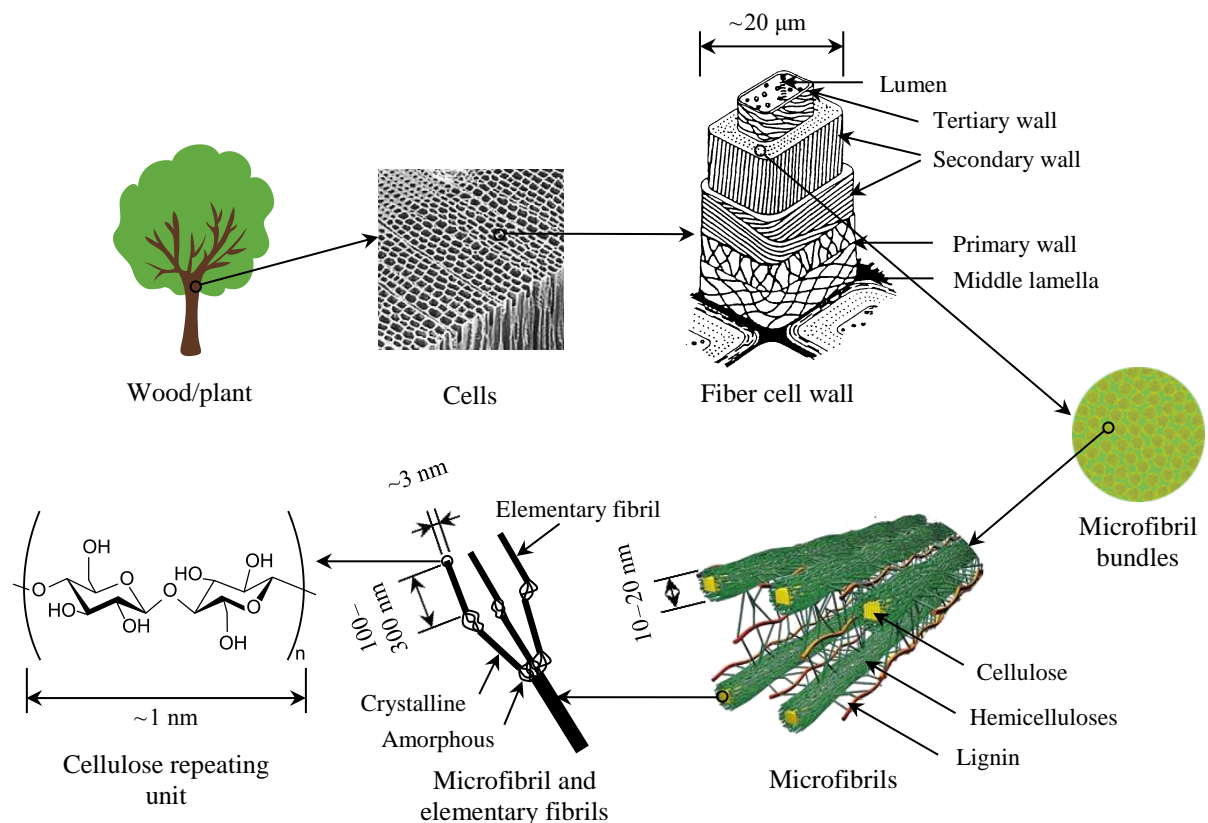 ~20 μm
Lumen
Tertiary wall
Secondary wall
Primary wall
Middle lamella
Wood/plant
Cells
Fiber cell wall
Microfibril
bundles
~3 nm
Elementary fibril
100–
300 nm
Crystalline
Amorphous
Microfibril and
elementary fibrils
10–20 nm
Cellulose
Hemicelluloses
Lignin
Microfibrils
OH
O
HO
O
OH
O
OH
HO
O
OH
O
n
~1 nm
Cellulose repeating
unit